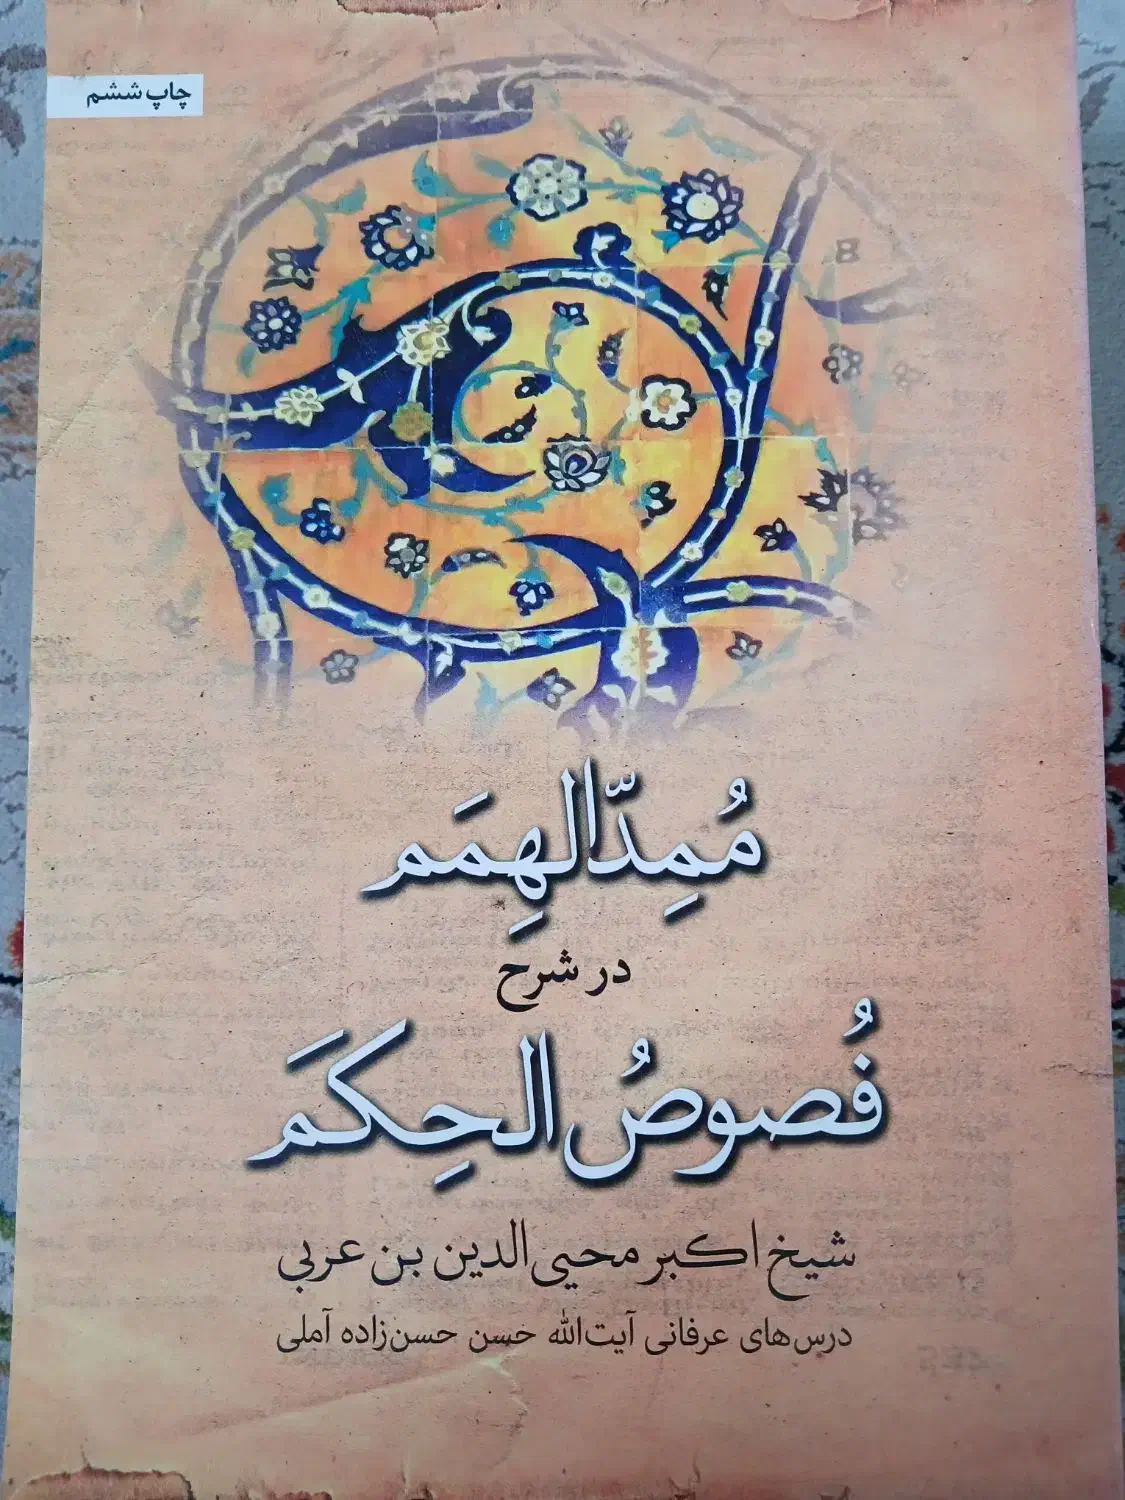 چاپ ششم
مُمِدّالهِمَم
در شرح
فُصوصُ الحِکَم
شیخ اکبر محیی‌الدین بن عربی
درس‌های عرفانی آیت‌الله حسن حسن‌زاده آملی